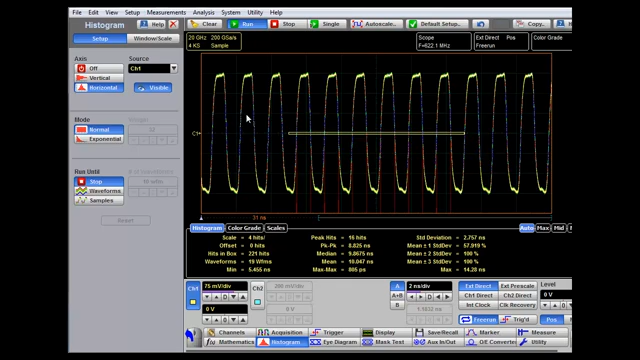 File Edit View Setup Measurements Analysis System Utility Help
Histogram Help
Clear Run Stop Single Autoscale... Default Setup... Copy...
Setup Window/Scale
20 GHz 200 GSa/s
4 KS Sample
Scope
F=622.1 MHz
Ext Direct Pos
Freerun
Color Grade
Axis
Off
Vertical
Horizontal
Source
Ch1
Visible
Mode
Normal
Exponential
Run Until
Stop
Waveforms
Samples
Reset
C1
31 ns
Histogram Color Grade Scales Auto Max Mid Min
Scale = 4 hits/
Offset = 0 hits
Hits in Box = 221 hits
Waveforms = 19 Wfms
Min = 5.455 ns
Peak Hits = 16 hits
Pk-Pk = 8.825 ns
Median = 9.8675 ns
Mean = 10.047 ns
Max-Max = 805 ps
Std Deviation = 2.757 ns
Mean ± 1 StdDev = 57.919 %
Mean ± 2 StdDev = 100 %
Mean ± 3 StdDev = 100 %
Max = 14.28 ns
Ch1
75 mV/div
0 V
Ch2
200 mV/div
0 V
A
A+B
B
2 ns/div
Ext Direct Ext Prescale
Ch1 Direct Ch2 Direct
Int Clock Int Filter
Freerun Trig'd
Level
0 V
Pos
Channels Acquisition Trigger Display Save/Recall Marker Measure
Mathematics Histogram Eye Diagram Mask Test Aux In/Out O/E Converter Utility